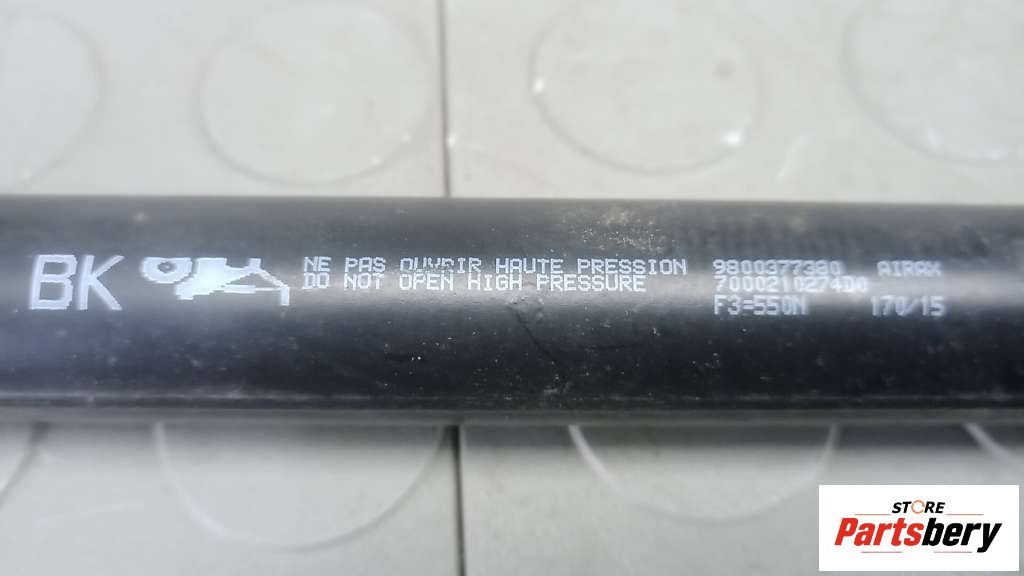 BK
NE PAS OUVRIR HAUTE PRESSION
DO NOT OPEN HIGH PRESSURE
9800377380 AIRAX
7000210274D0
F3=550N 170/15
STORE
Partsbery